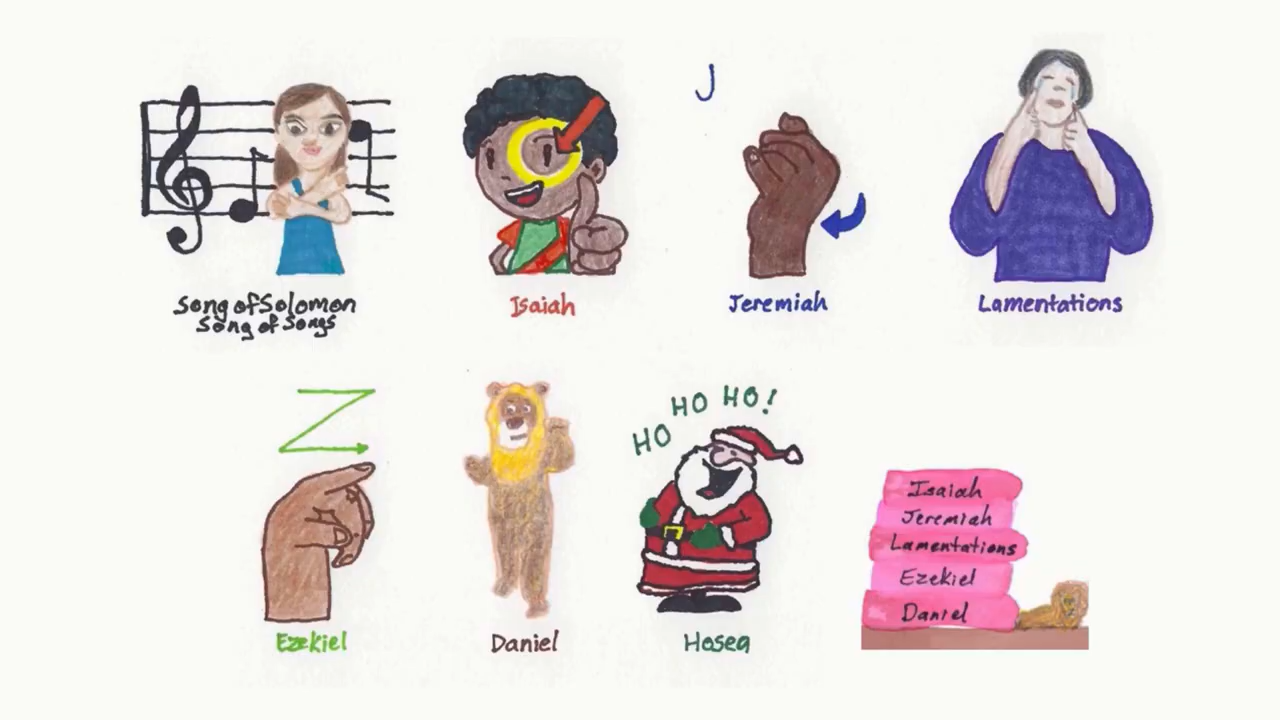 J
Song of Solomon
Song of Songs
Isaiah
Jeremiah
Lamentations
Z
HO HO HO!
Ezekiel
Daniel
Hosea
Isaiah
Jeremiah
Lamentations
Ezekiel
Daniel